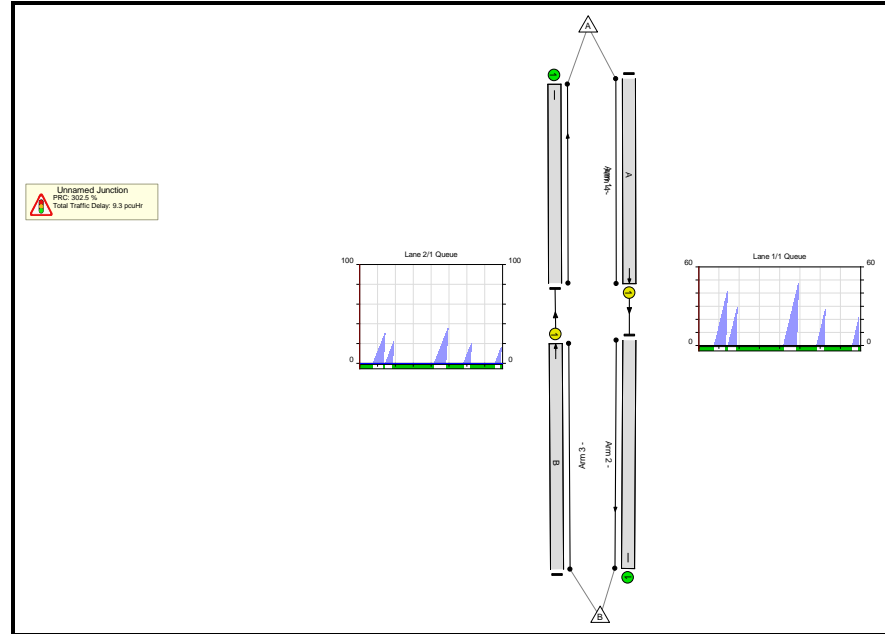 A
Unnamed Junction
PRC: 302.5 %
Total Traffic Delay: 9.3 pcuHr
A
Lane 2/1 Queue
100
100
0
0
Lane 1/1 Queue
60
60
0
0
B
Arm 3 -
Arm 2 -
B